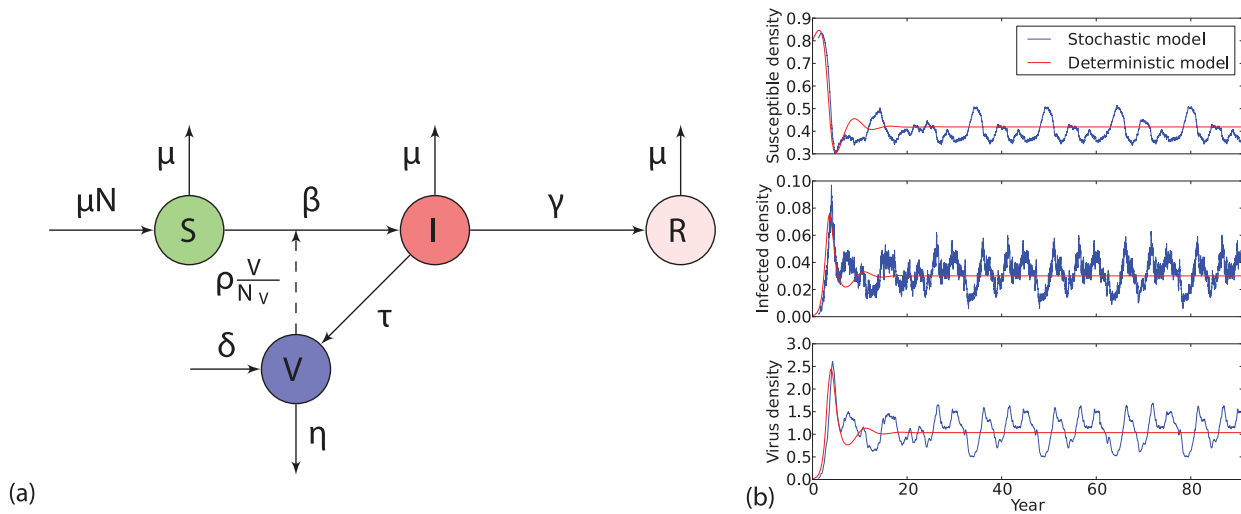 μ
μ
μ
μN
S
β
I
γ
R
ρ V/N_V
τ
δ
V
η
(a)
Susceptible density
0.9
0.8
0.7
0.6
0.5
0.4
0.3
Stochastic model
Deterministic model
Infected density
0.10
0.08
0.06
0.04
0.02
0.00
Virus density
3.0
2.5
2.0
1.5
1.0
0.5
0.0
0
20
40
60
80
Year
(b)